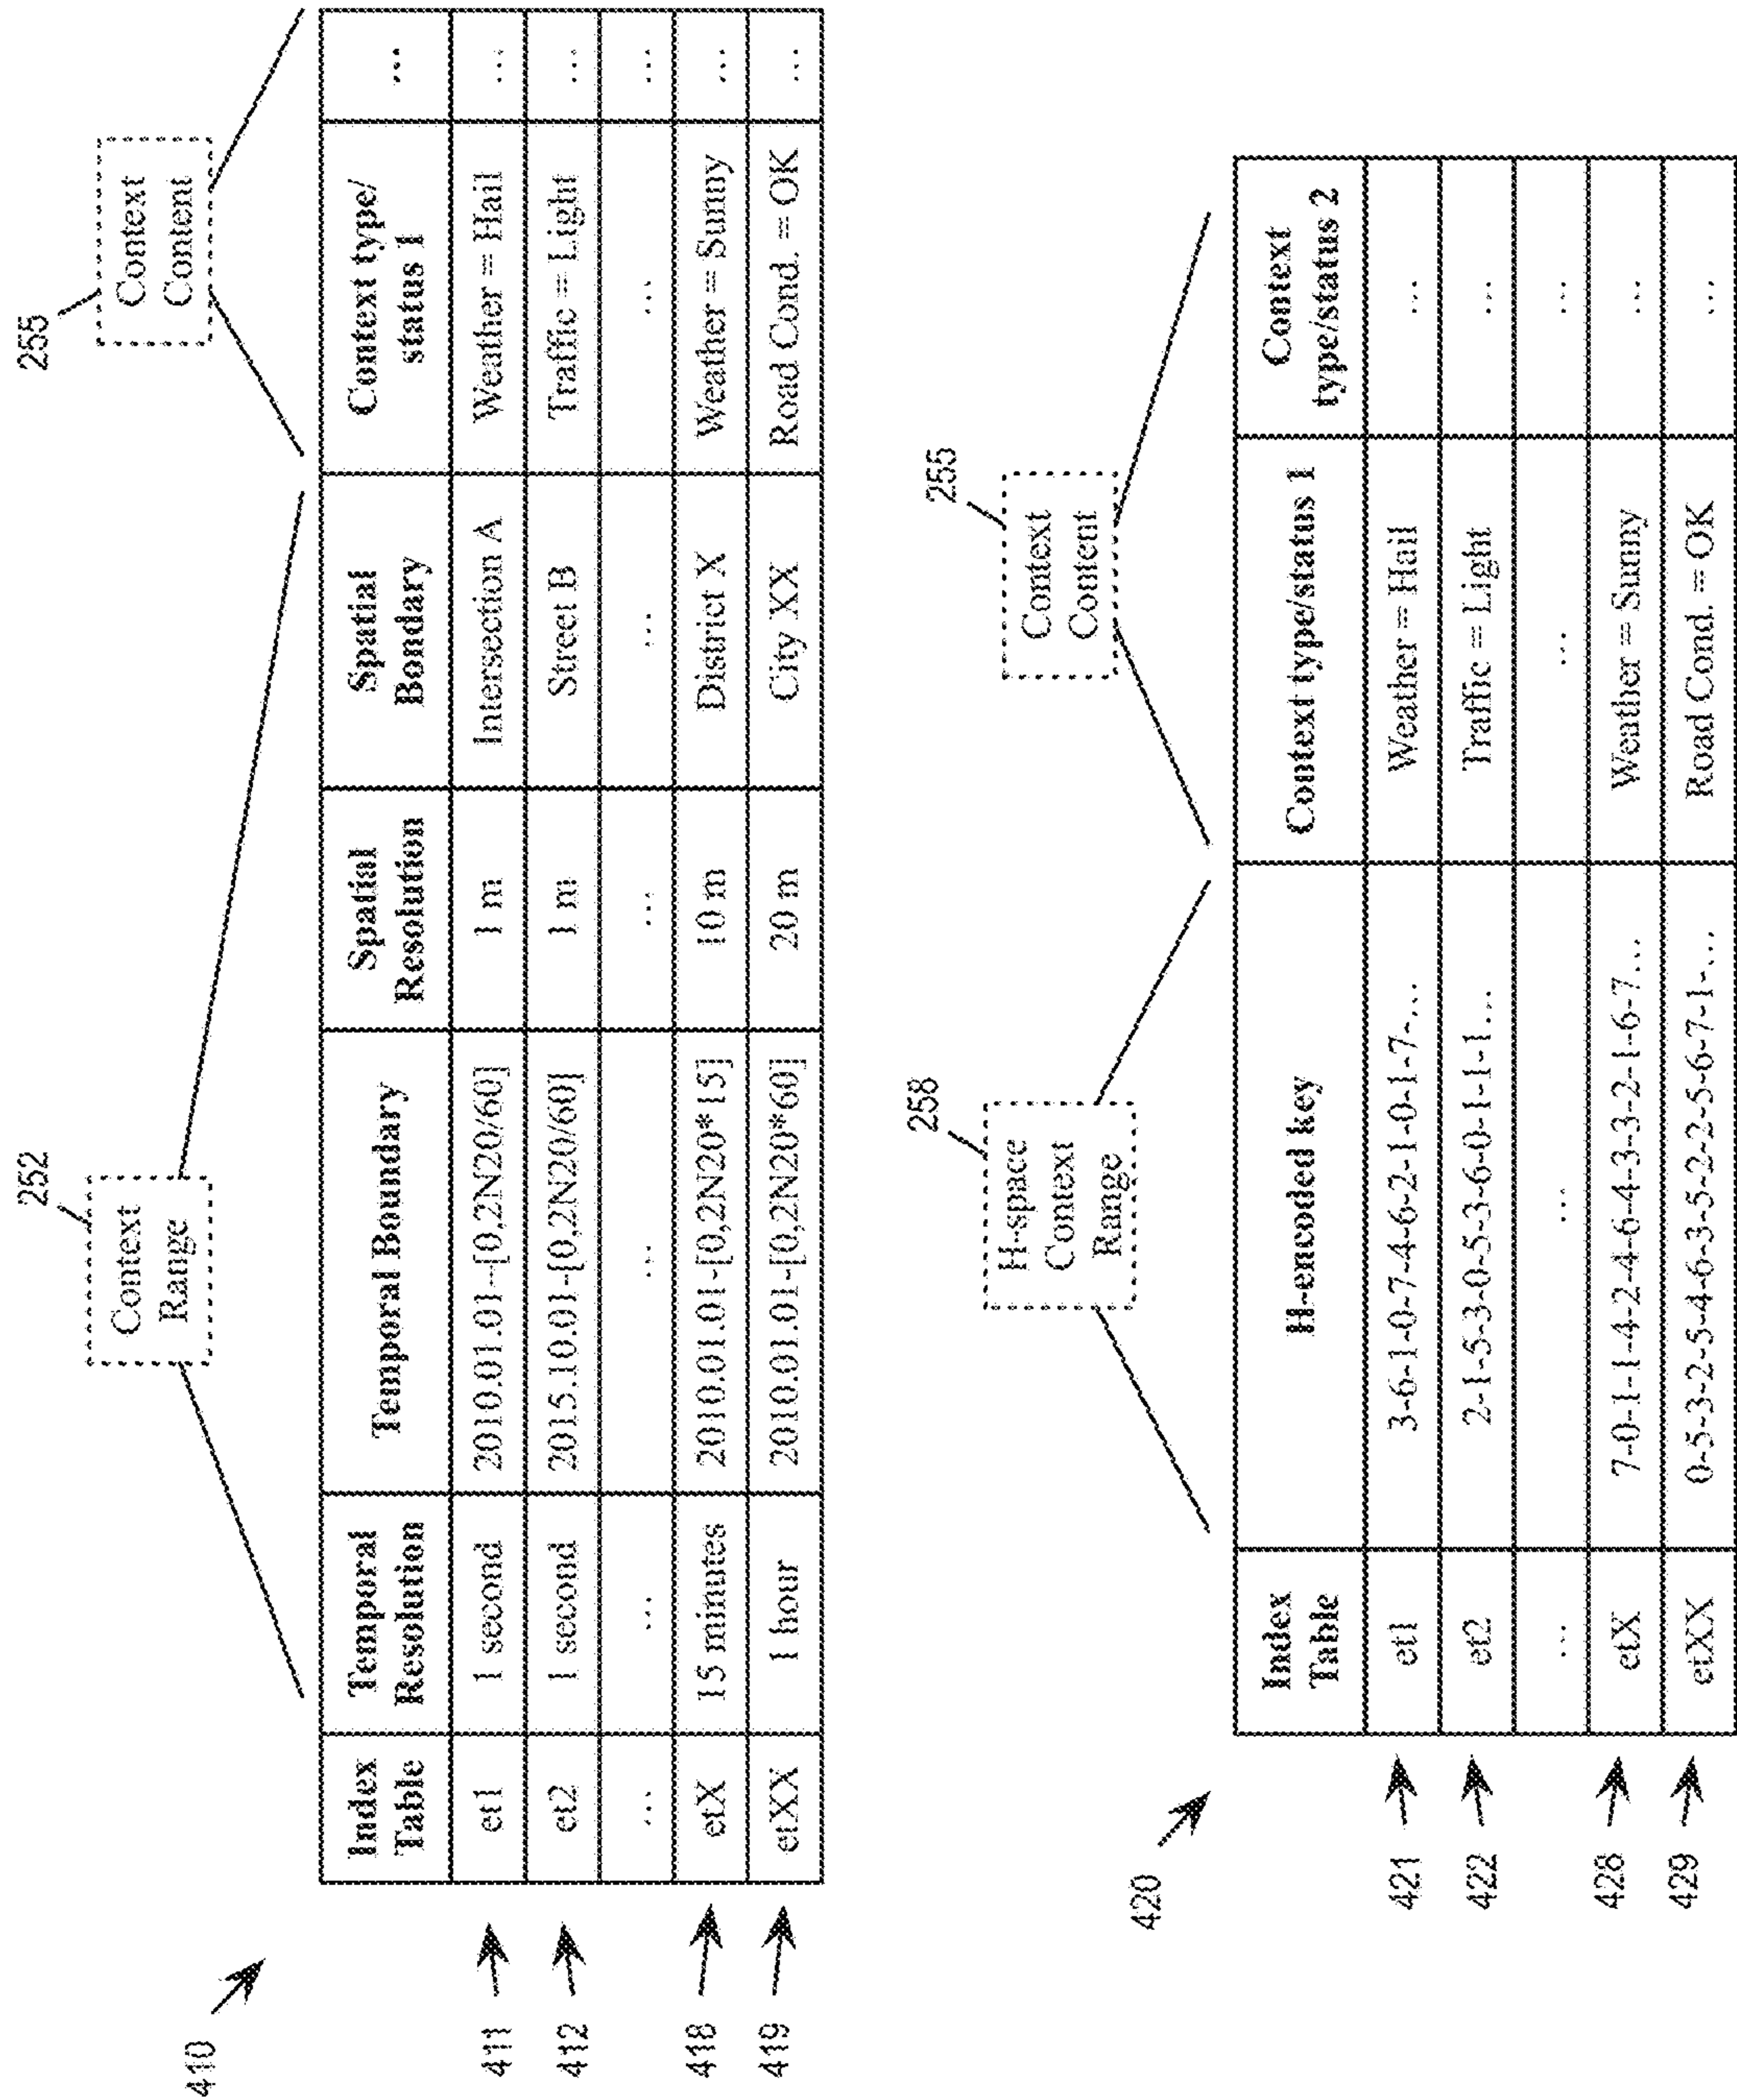 410
252
Context
Range
255
Context
Content
Index Table | Temporal Resolution | Temporal Boundary | Spatial Resolution | Spatial Bondary | Context type/ status 1 | ...
411 et1 | 1 second | 2010.01.01--[0,2N20/60] | 1 m | Intersection A | Weather = Hail | ...
412 et2 | 1 second | 2015.10.01-[0,2N20/60] | 1 m | Street B | Traffic = Light | ...
... | ... | ... | ... | ... | ... | ...
418 etX | 15 minutes | 2010.01.01-[0,2N20*15] | 10 m | District X | Weather = Sunny | ...
419 etXX | 1 hour | 2010.01.01-[0,2N20*60] | 20 m | City XX | Road Cond. = OK | ...
420
258
H-space
Context
Range
255
Context
Content
Index Table | H-encoded key | Context type/status 1 | Context type/status 2
421 et1 | 3-6-1-0-7-4-6-2-1-0-1-7-... | Weather = Hail | ...
422 et2 | 2-1-5-3-0-5-3-6-0-1-1-1... | Traffic = Light | ...
... | ... | ... | ...
428 etX | 7-0-1-1-4-2-4-6-4-3-3-2-1-6-7... | Weather = Sunny | ...
429 etXX | 0-5-3-2-5-4-6-3-5-2-2-5-6-7-1-... | Road Cond. = OK | ...